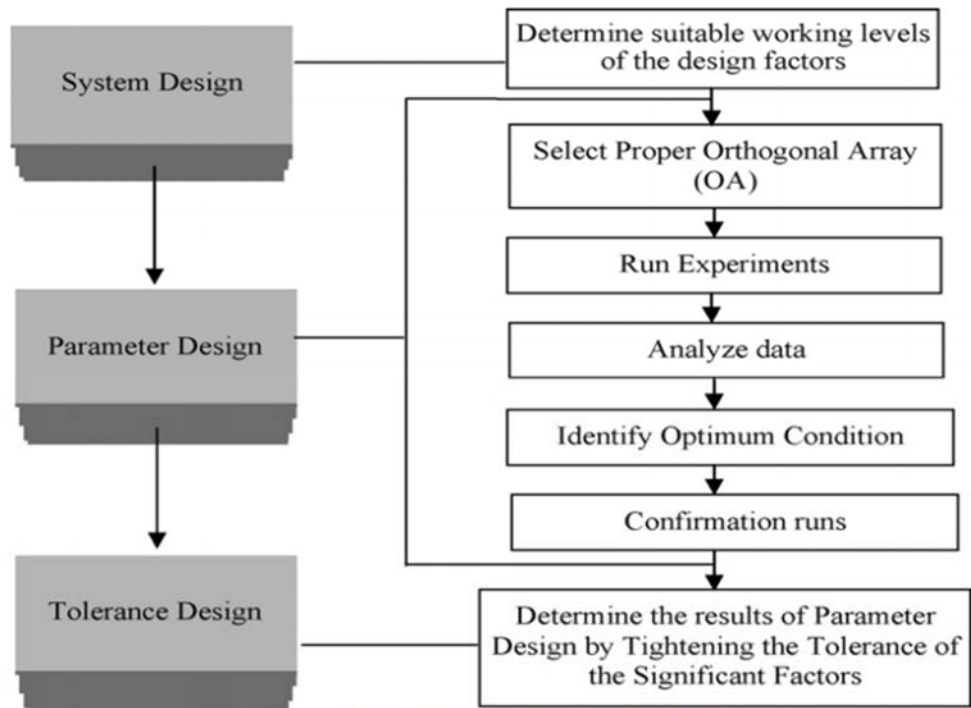 System Design
Determine suitable working levels
of the design factors
Select Proper Orthogonal Array
(OA)
Run Experiments
Parameter Design
Analyze data
Identify Optimum Condition
Confirmation runs
Tolerance Design
Determine the results of Parameter
Design by Tightening the Tolerance of
the Significant Factors